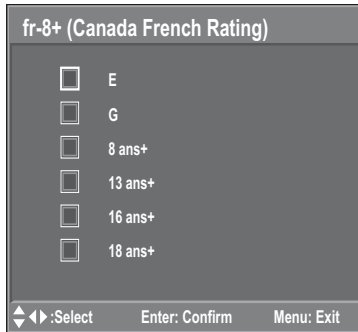 fr-8+ (Canada French Rating)
E
G
8 ans+
13 ans+
16 ans+
18 ans+
:Select Enter: Confirm Menu: Exit